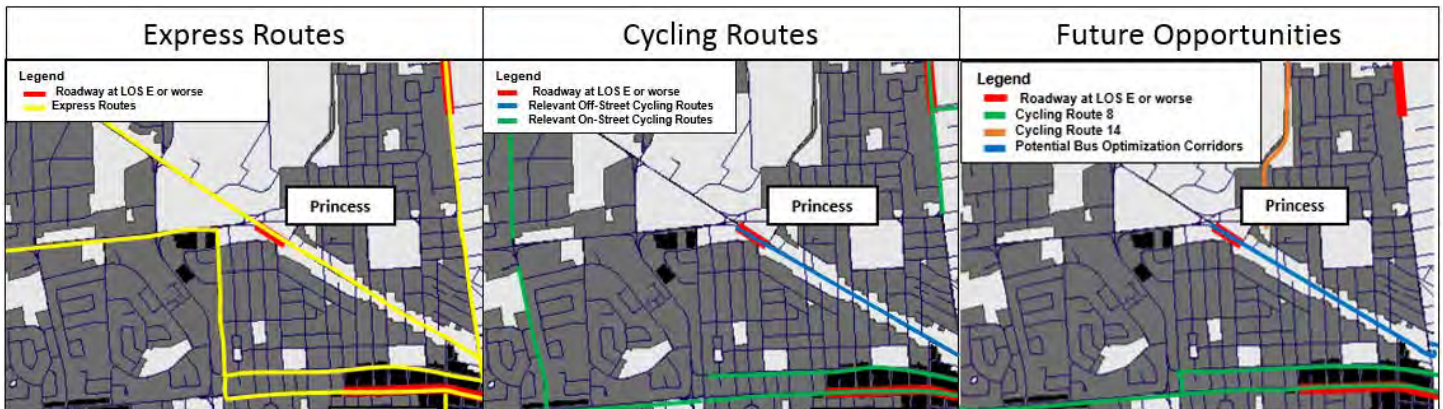 Express Routes
Legend
Roadway at LOS E or worse
Express Routes
Princess
Cycling Routes
Legend
Roadway at LOS E or worse
Relevant Off-Street Cycling Routes
Relevant On-Street Cycling Routes
Princess
Future Opportunities
Legend
Roadway at LOS E or worse
Cycling Route 8
Cycling Route 14
Potential Bus Optimization Corridors
Princess